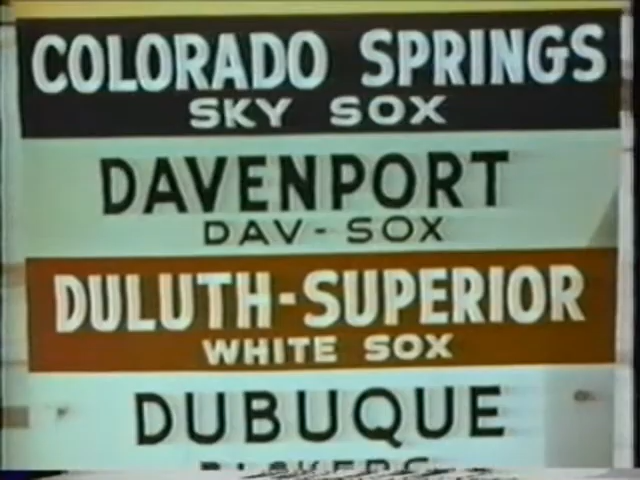 COLORADO SPRINGS
SKY SOX
DAVENPORT
DAV-SOX
DULUTH-SUPERIOR
WHITE SOX
DUBUQUE